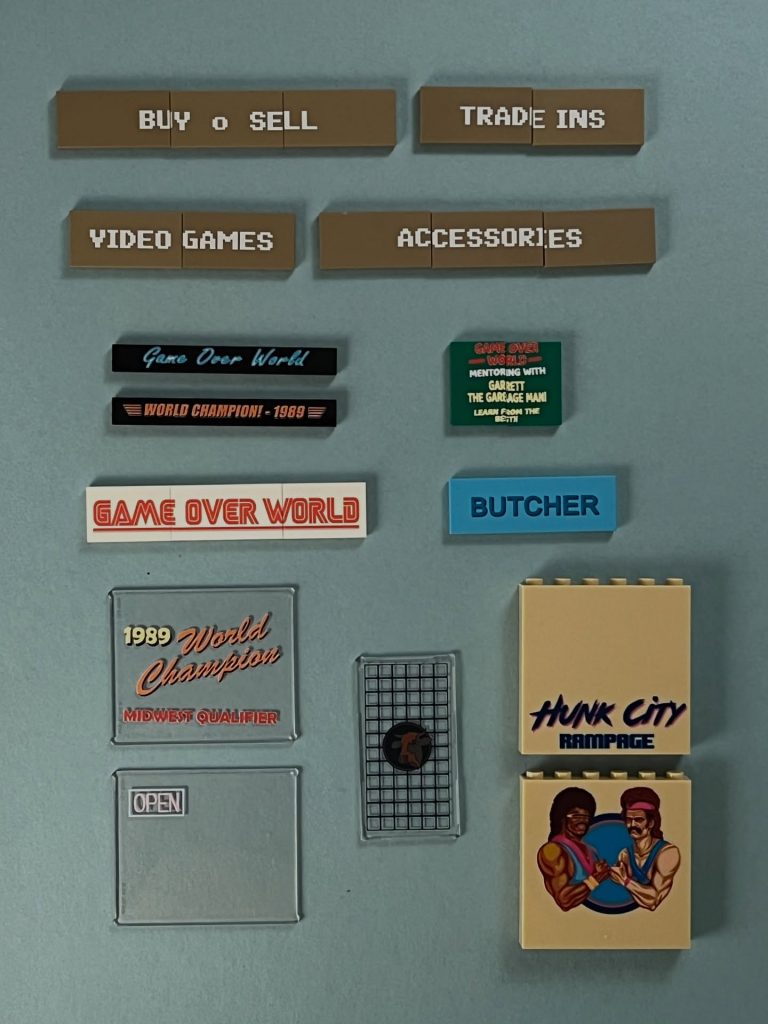 BUY o SELL
TRADE INS
VIDEO GAMES
ACCESSORIES
Game Over World
WORLD CHAMPION! - 1989
GAME OVER
WORLD
MENTORING WITH
GARRETT
THE GARBAGE MAN!
LEARN FROM THE
BEST!
GAME OVER WORLD
BUTCHER
1989 World
Champion
MIDWEST QUALIFIER
OPEN
HUNK CITY
RAMPAGE